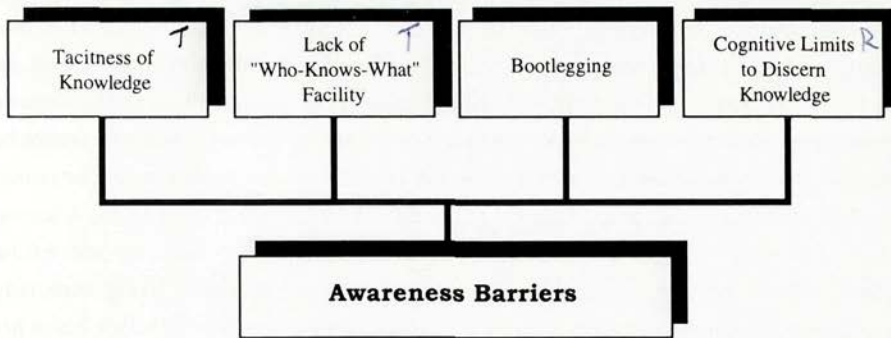 Tacitness of
Knowledge
T
Lack of
"Who-Knows-What"
Facility
T
Bootlegging
Cognitive Limits
to Discern
Knowledge
R
Awareness Barriers